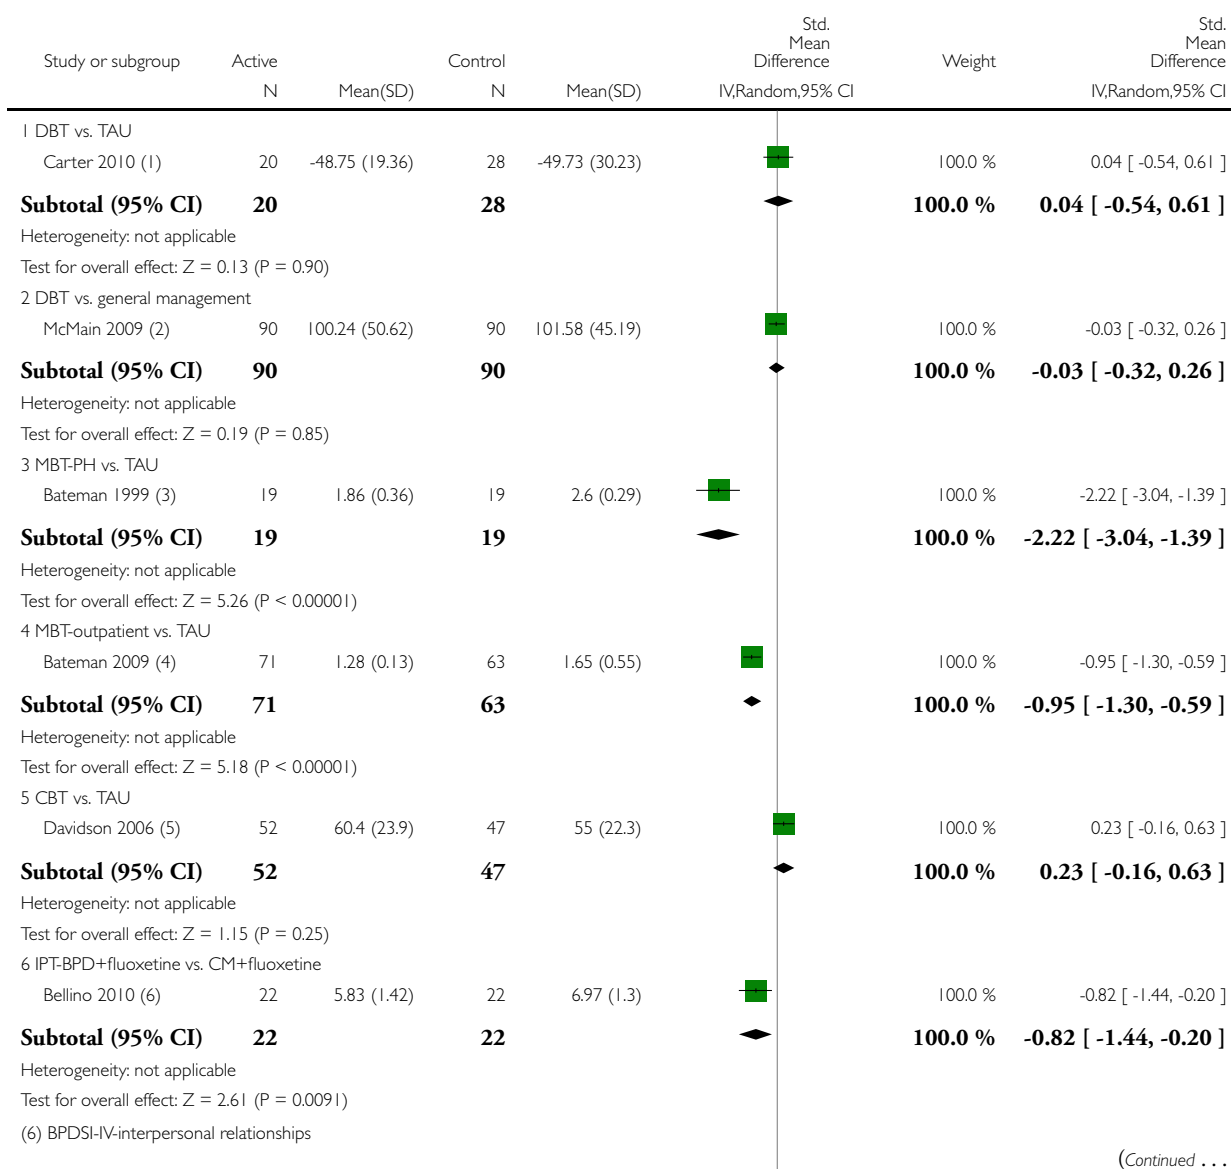 Study or subgroup Active Control Std. Mean Difference Weight Std. Mean Difference
N Mean(SD) N Mean(SD) IV,Random,95% CI IV,Random,95% CI
1 DBT vs. TAU
Carter 2010 (1) 20 -48.75 (19.36) 28 -49.73 (30.23) 100.0 % 0.04 [ -0.54, 0.61 ]
Subtotal (95% CI) 20 28 100.0 % 0.04 [ -0.54, 0.61 ]
Heterogeneity: not applicable
Test for overall effect: Z = 0.13 (P = 0.90)
2 DBT vs. general management
McMain 2009 (2) 90 100.24 (50.62) 90 101.58 (45.19) 100.0 % -0.03 [ -0.32, 0.26 ]
Subtotal (95% CI) 90 90 100.0 % -0.03 [ -0.32, 0.26 ]
Heterogeneity: not applicable
Test for overall effect: Z = 0.19 (P = 0.85)
3 MBT-PH vs. TAU
Bateman 1999 (3) 19 1.86 (0.36) 19 2.6 (0.29) 100.0 % -2.22 [ -3.04, -1.39 ]
Subtotal (95% CI) 19 19 100.0 % -2.22 [ -3.04, -1.39 ]
Heterogeneity: not applicable
Test for overall effect: Z = 5.26 (P < 0.00001)
4 MBT-outpatient vs. TAU
Bateman 2009 (4) 71 1.28 (0.13) 63 1.65 (0.55) 100.0 % -0.95 [ -1.30, -0.59 ]
Subtotal (95% CI) 71 63 100.0 % -0.95 [ -1.30, -0.59 ]
Heterogeneity: not applicable
Test for overall effect: Z = 5.18 (P < 0.00001)
5 CBT vs. TAU
Davidson 2006 (5) 52 60.4 (23.9) 47 55 (22.3) 100.0 % 0.23 [ -0.16, 0.63 ]
Subtotal (95% CI) 52 47 100.0 % 0.23 [ -0.16, 0.63 ]
Heterogeneity: not applicable
Test for overall effect: Z = 1.15 (P = 0.25)
6 IPT-BPD+fluoxetine vs. CM+fluoxetine
Bellino 2010 (6) 22 5.83 (1.42) 22 6.97 (1.3) 100.0 % -0.82 [ -1.44, -0.20 ]
Subtotal (95% CI) 22 22 100.0 % -0.82 [ -1.44, -0.20 ]
Heterogeneity: not applicable
Test for overall effect: Z = 2.61 (P = 0.0091)
(6) BPDSI-IV-interpersonal relationships
(Continued . . .